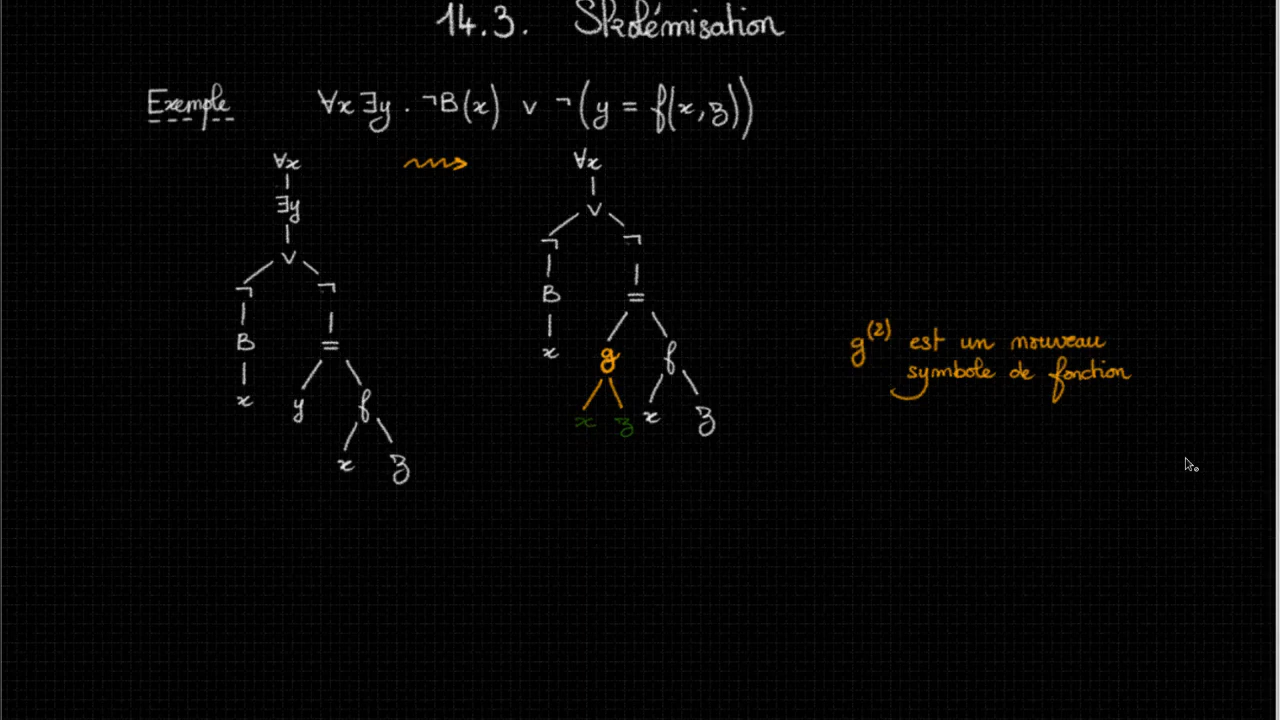 14.3. Skolémisation
Exemple ∀x ∃y . ¬B(x) ∨ ¬(y = f(x,z))
∀x ⇝ ∀x
∃y ∨
∨ ¬ ¬
¬ ¬ B =
B = x g f
x y f x z x z
x z
g⁽²⁾ est un nouveau
symbole de fonction